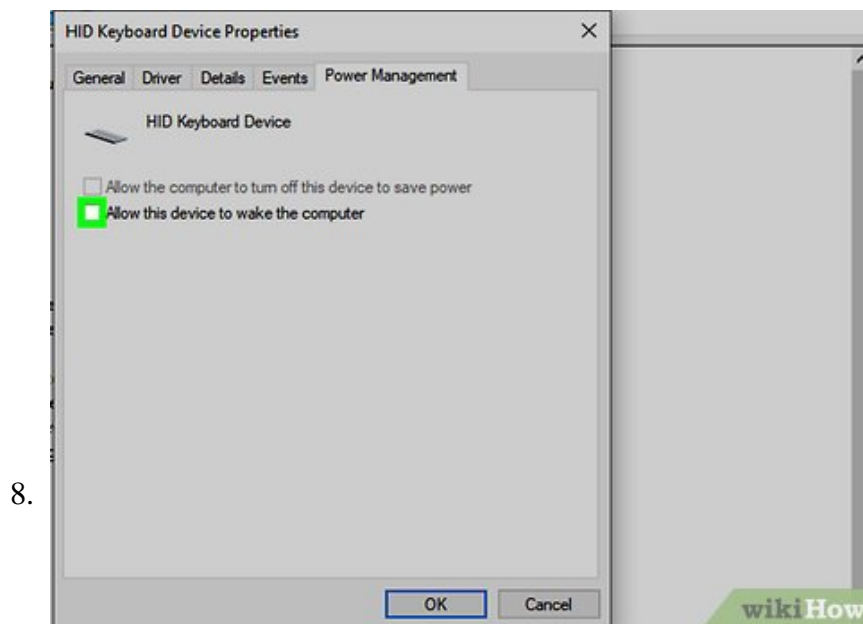 HID Keyboard Device Properties
General Driver Details Events Power Management
HID Keyboard Device
Allow the computer to turn off this device to save power
Allow this device to wake the computer
8.
OK Cancel
wikiHow